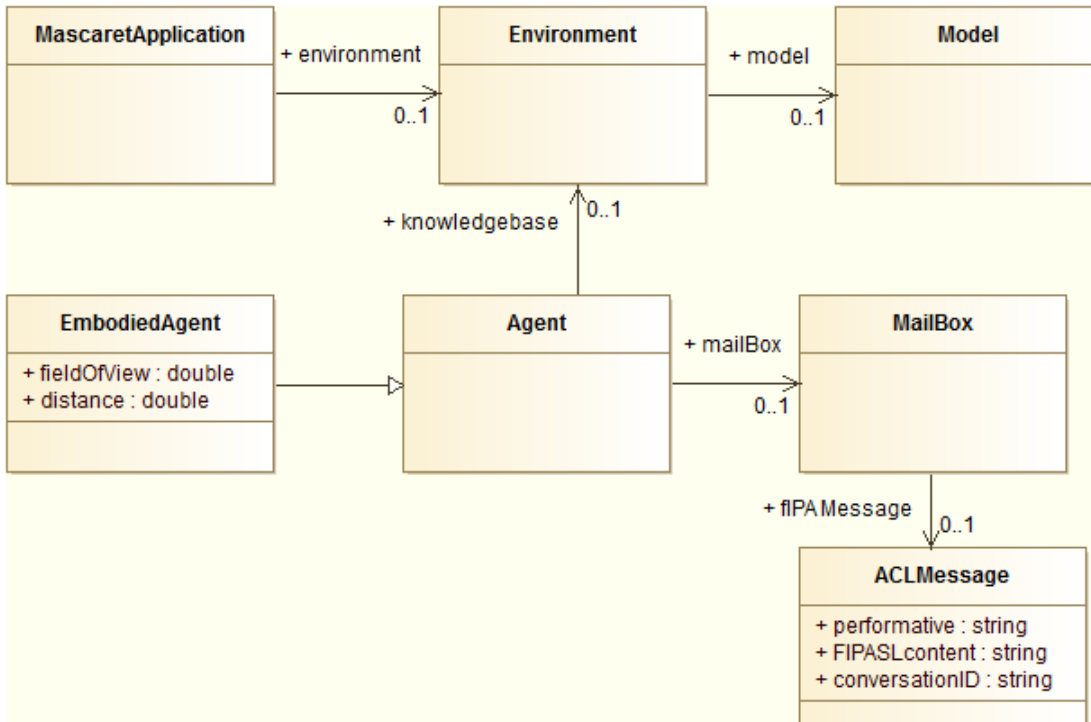 MascaretApplication
+ environment
0..1
Environment
+ model
0..1
Model
+ knowledgebase
0..1
EmbodiedAgent
+ fieldOfView : double
+ distance : double
Agent
+ mailBox
0..1
MailBox
+ fIPAMessage
0..1
ACLMessage
+ performative : string
+ FIPASLcontent : string
+ conversationID : string